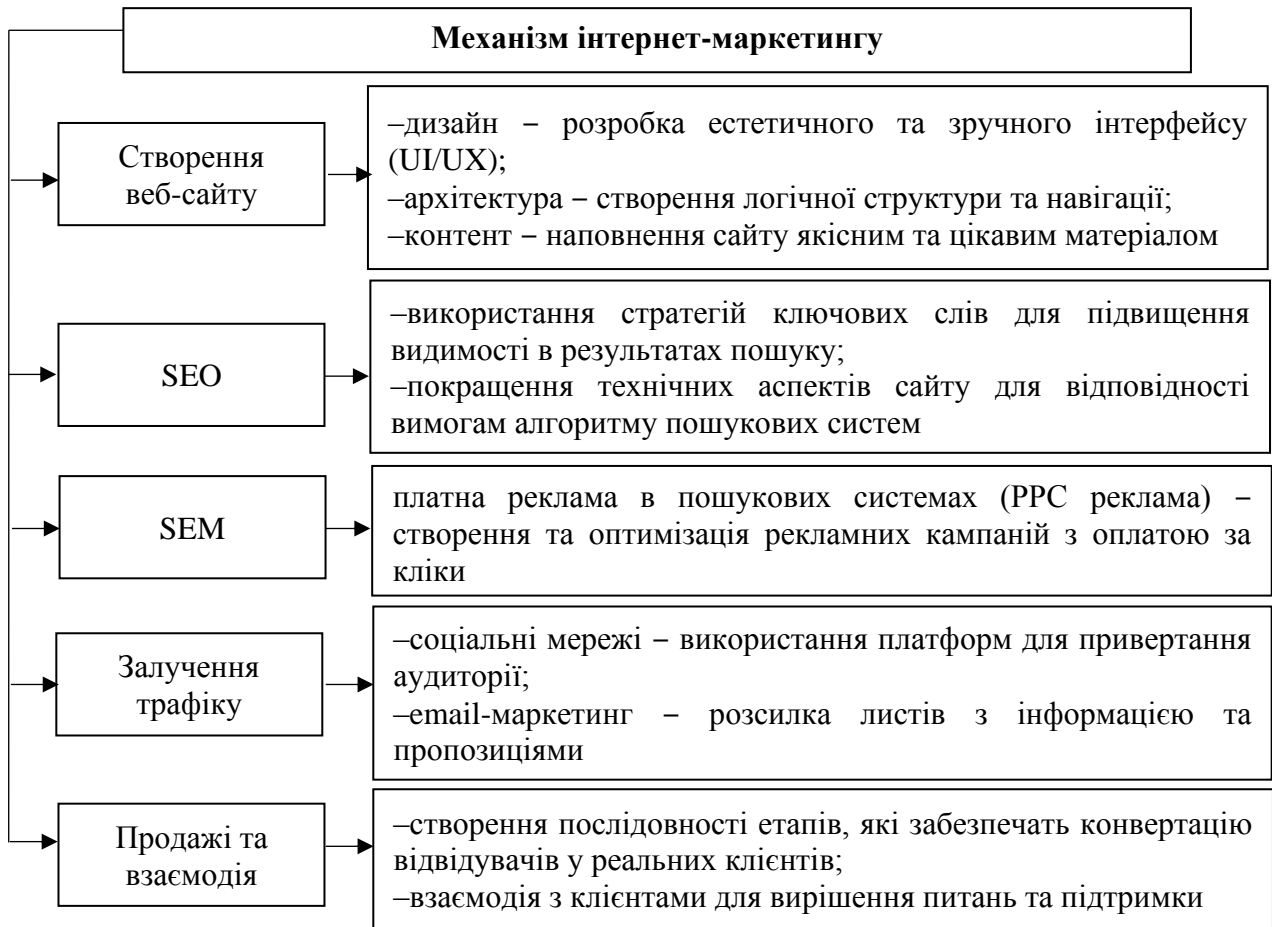 Механізм інтернет-маркетингу
Створення
веб-сайту
–дизайн – розробка естетичного та зручного інтерфейсу
(UI/UX);
–архітектура – створення логічної структури та навігації;
–контент – наповнення сайту якісним та цікавим матеріалом
SEO
–використання стратегій ключових слів для підвищення
видимості в результатах пошуку;
–покращення технічних аспектів сайту для відповідності
вимогам алгоритму пошукових систем
SEM
платна реклама в пошукових системах (PPC реклама) –
створення та оптимізація рекламних кампаній з оплатою за
кліки
Залучення
трафіку
–соціальні мережі – використання платформ для привертання
аудиторії;
–email-маркетинг – розсилка листів з інформацією та
пропозиціями
Продажі та
взаємодія
–створення послідовності етапів, які забезпечать конвертацію
відвідувачів у реальних клієнтів;
–взаємодія з клієнтами для вирішення питань та підтримки